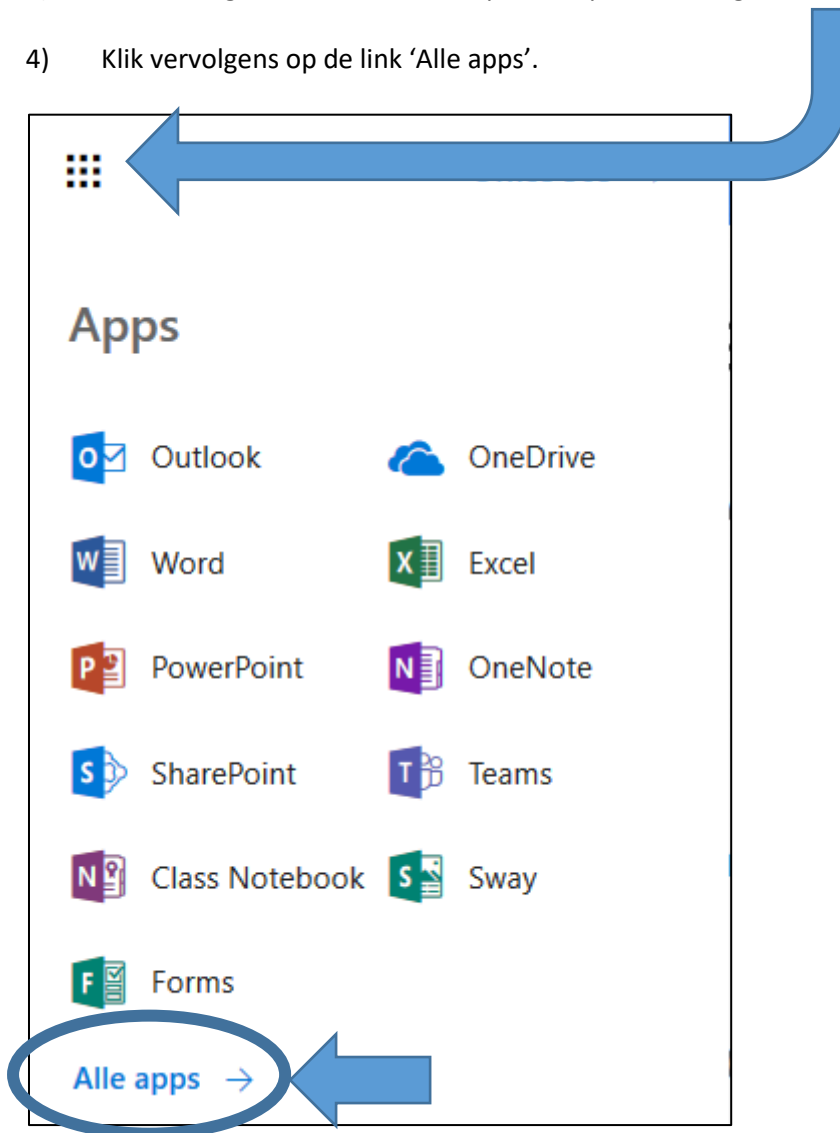 4) Klik vervolgens op de link ‘Alle apps’.
Apps
Outlook OneDrive
Word Excel
PowerPoint OneNote
SharePoint Teams
Class Notebook Sway
Forms
Alle apps →